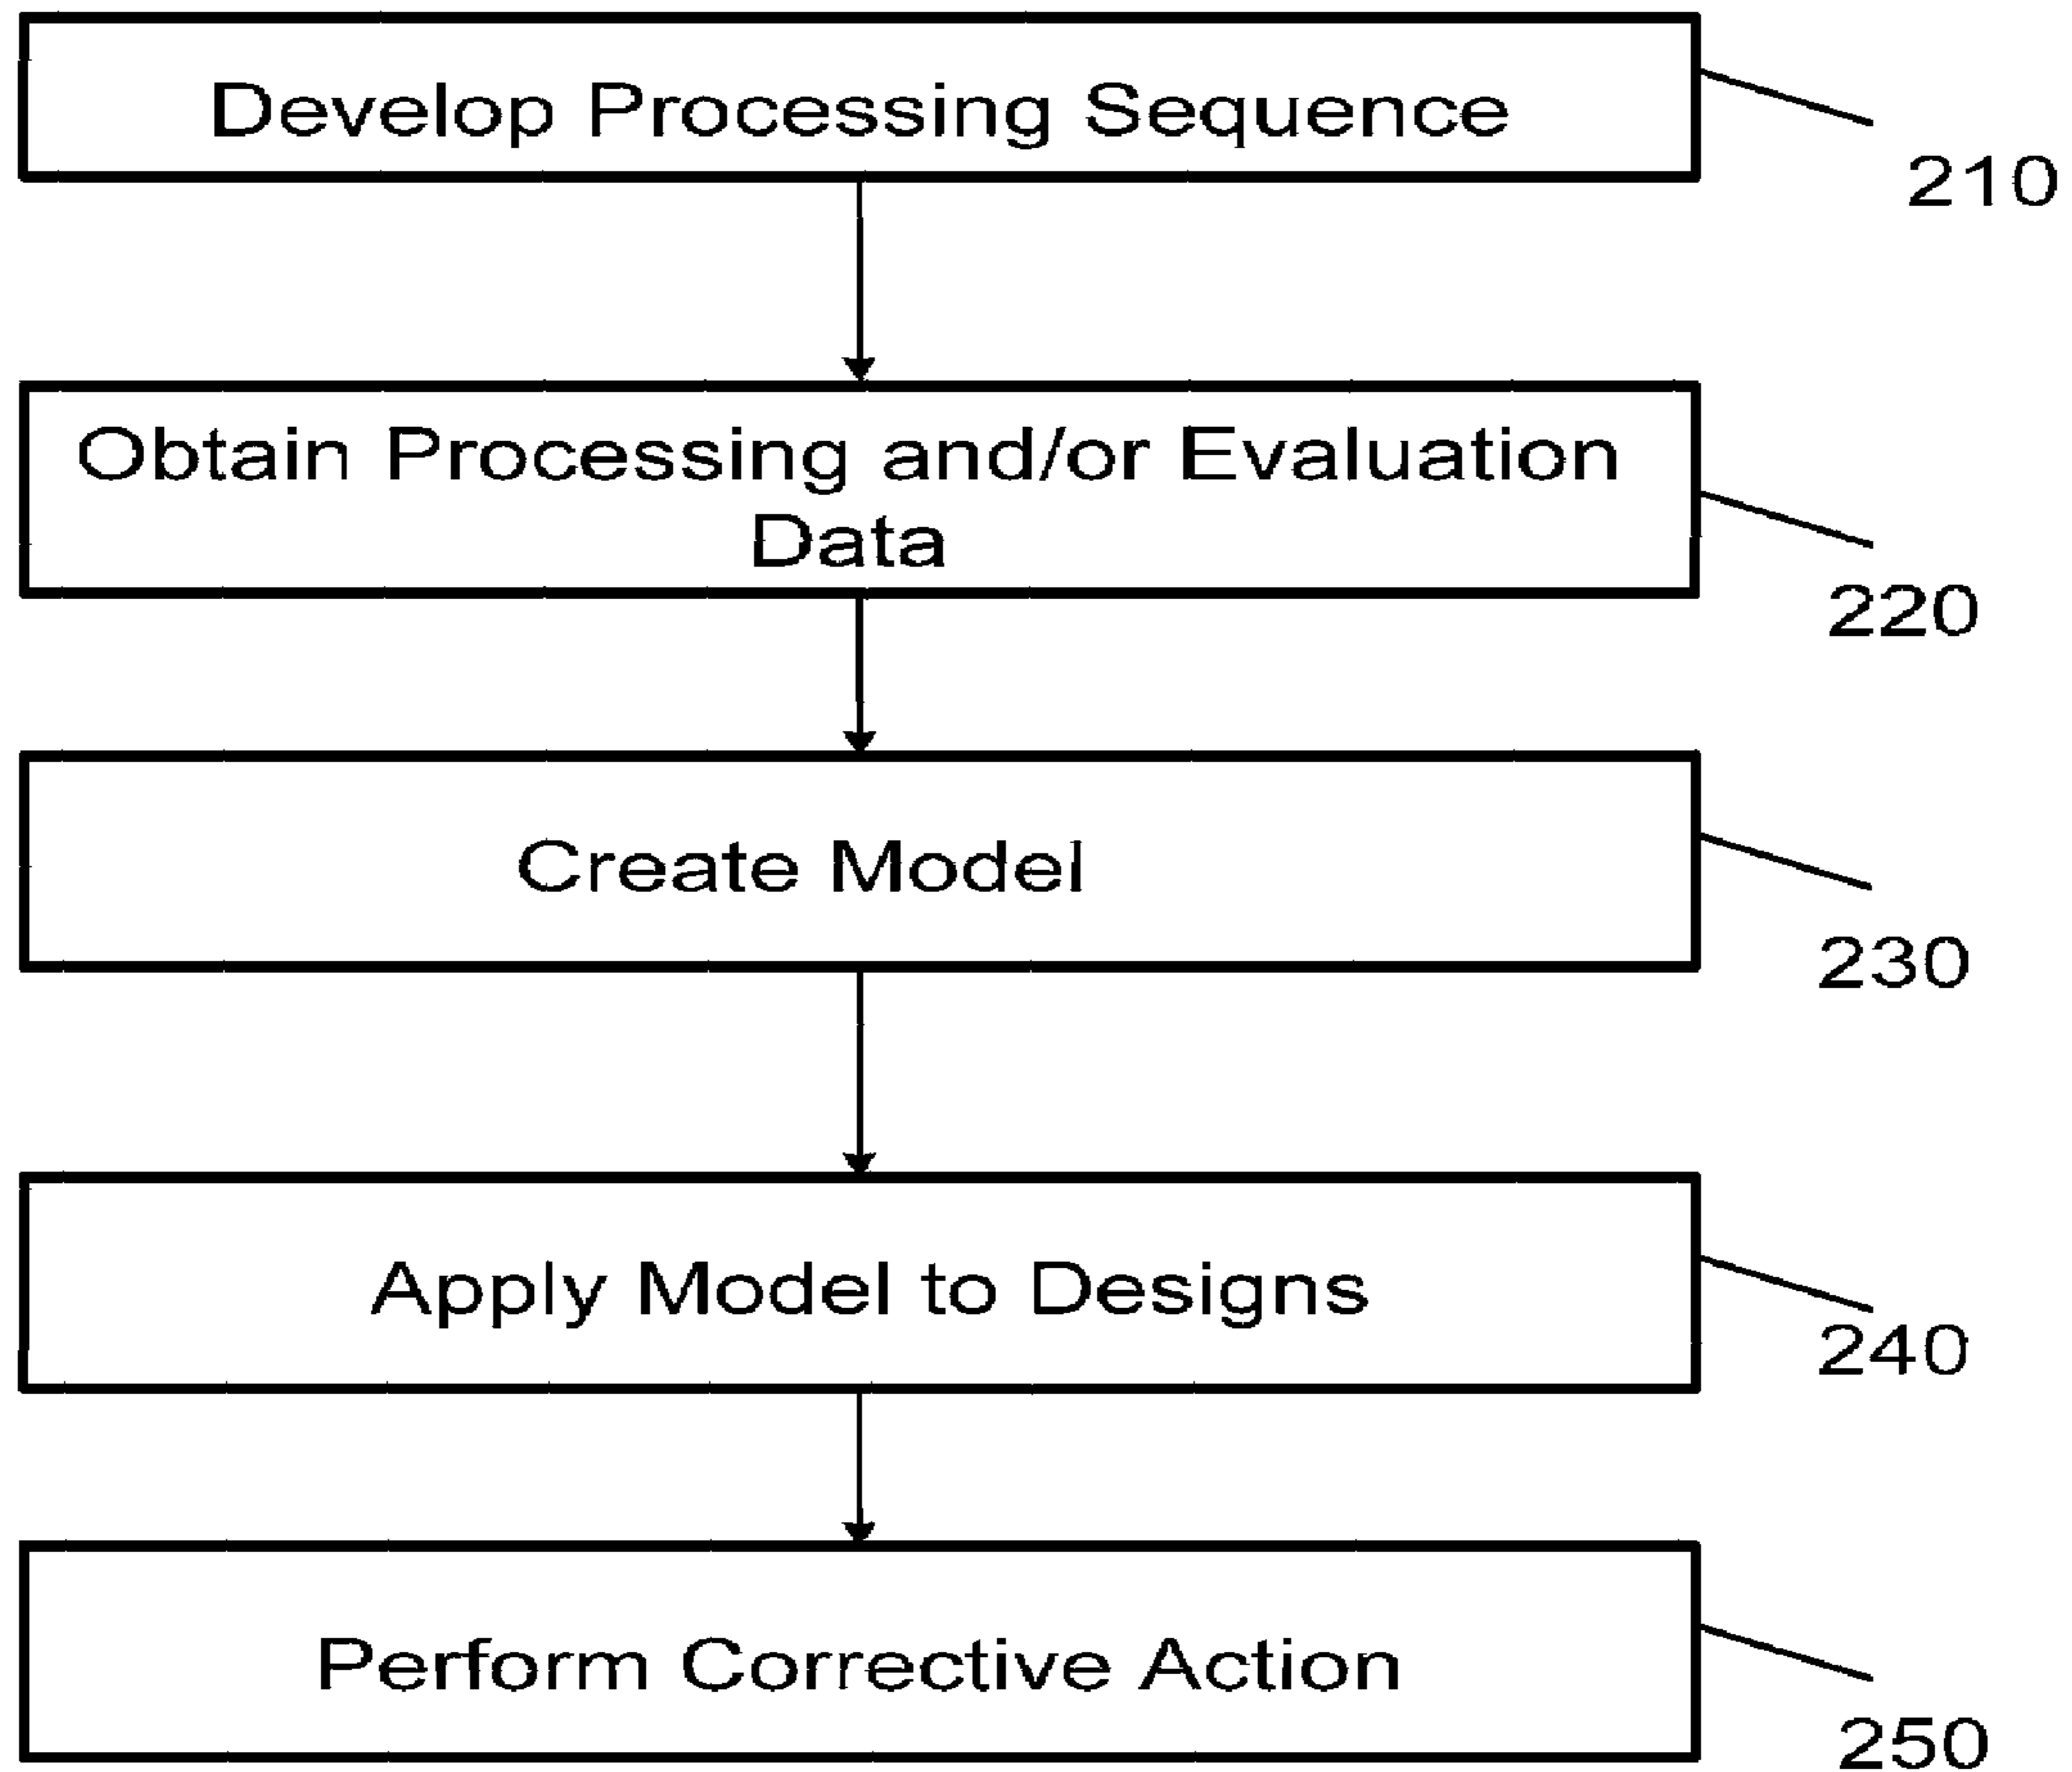 Develop Processing Sequence
210
Obtain Processing and/or Evaluation
Data
220
Create Model
230
Apply Model to Designs
240
Perform Corrective Action
250